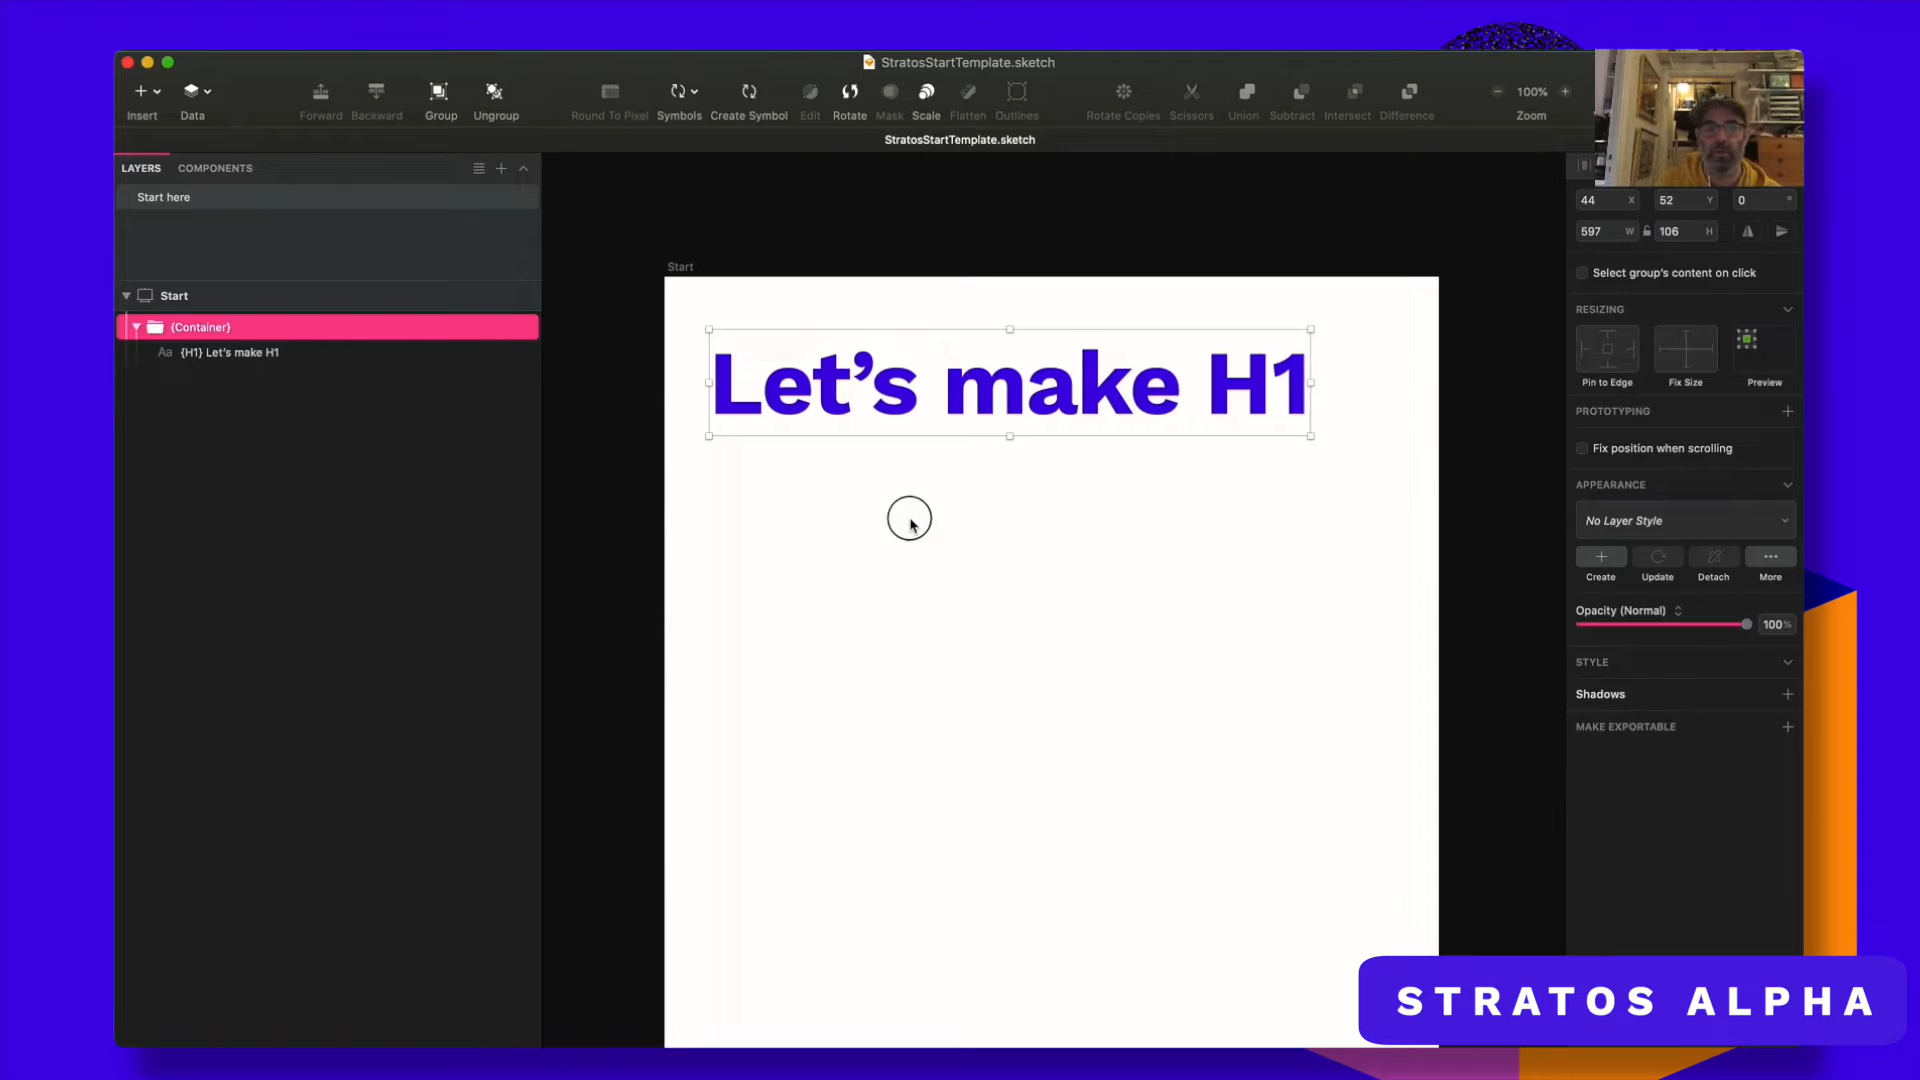 StratosStartTemplate.sketch
Insert
Data
Forward
Backward
Group
Ungroup
Round To Pixel
Symbols
Create Symbol
Edit
Rotate
Mask
Scale
Flatten
Outlines
Rotate Copies
Scissors
Union
Subtract
Intersect
Difference
100%
Zoom
StratosStartTemplate.sketch
LAYERS
COMPONENTS
Start here
Start
{Container}
Aa {H1} Let's make H1
Start
Let’s make H1
44 X
52 Y
0 °
597 W
106 H
Select group's content on click
RESIZING
Pin to Edge
Fix Size
Preview
PROTOTYPING
Fix position when scrolling
APPEARANCE
No Layer Style
Create
Update
Detach
More
Opacity (Normal)
100%
STYLE
Shadows
MAKE EXPORTABLE
STRATOS ALPHA